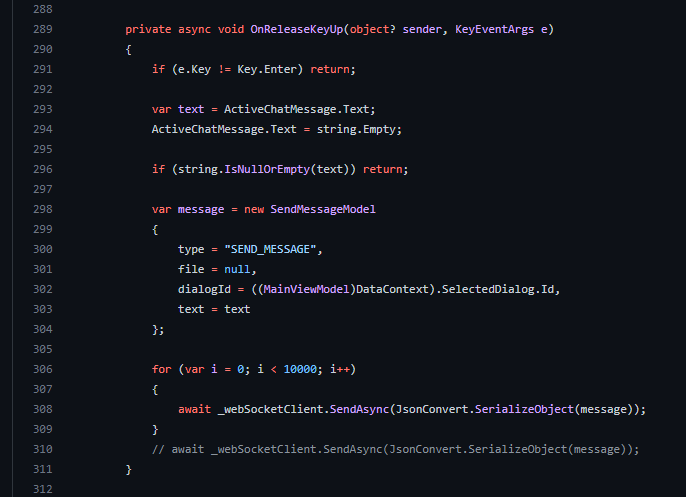 288
289 private async void OnReleaseKeyUp(object? sender, KeyEventArgs e)
290 {
291 if (e.Key != Key.Enter) return;
292
293 var text = ActiveChatMessage.Text;
294 ActiveChatMessage.Text = string.Empty;
295
296 if (string.IsNullOrEmpty(text)) return;
297
298 var message = new SendMessageModel
299 {
300 type = "SEND_MESSAGE",
301 file = null,
302 dialogId = ((MainViewModel)DataContext).SelectedDialog.Id,
303 text = text
304 };
305
306 for (var i = 0; i < 10000; i++)
307 {
308 await _webSocketClient.SendAsync(JsonConvert.SerializeObject(message));
309 }
310 // await _webSocketClient.SendAsync(JsonConvert.SerializeObject(message));
311 }
312